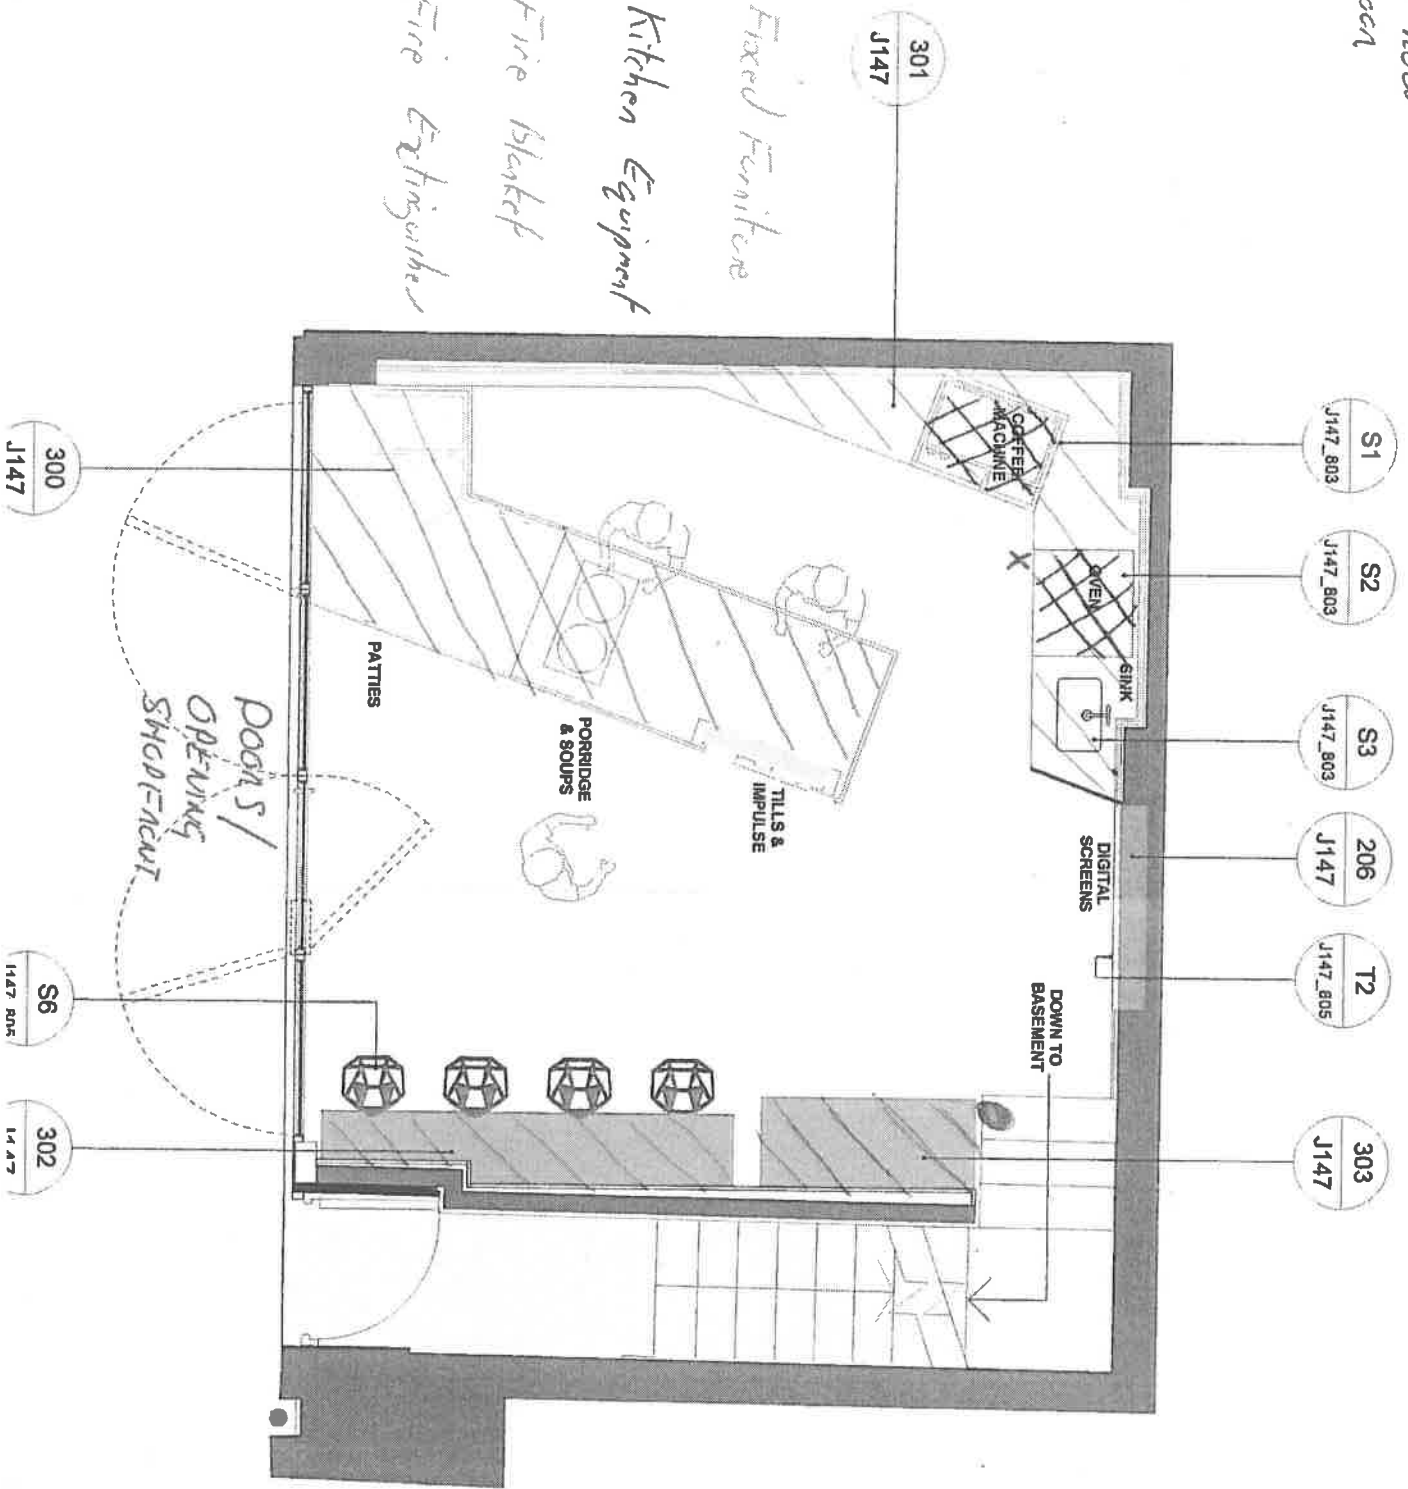 S1
J147_803
S2
J147_803
S3
J147_803
206
J147
T2
J147_805
303
J147
301
J147
COFFEE
MACHINE
OVEN
SINK
DIGITAL
SCREENS
DOWN TO
BASEMENT
Fixed Furniture
Kitchen Equipment
Fire Blanket
Fire Extinguisher
TILLS &
IMPULSE
PORRIDGE
& SOUPS
PATTIES
DOORS/
OPENING
SHOPFRONT
300
J147
S6
302